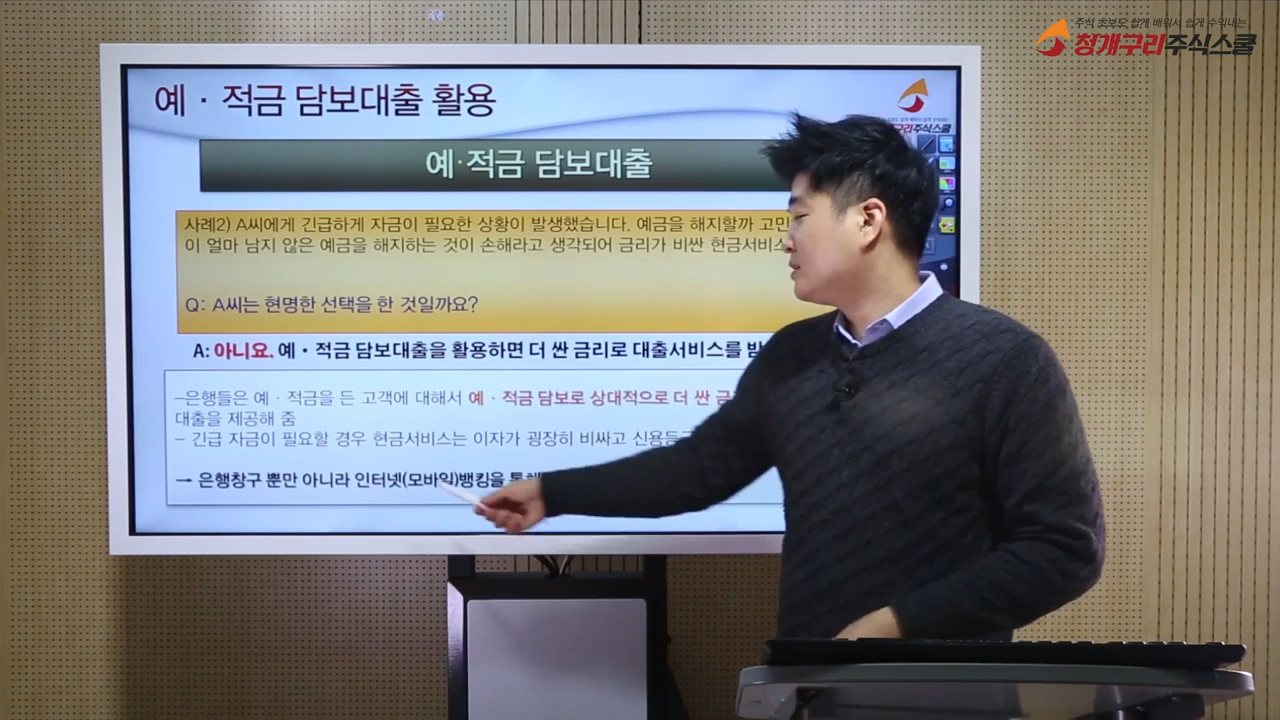 주식 초보도 쉽게 배워서 쉽게 수익내는
청개구리주식스쿨
예 · 적금 담보대출 활용
구리주식스쿨
예·적금 담보대출
사례2) A씨에게 긴급하게 자금이 필요한 상황이 발생했습니다. 예금을 해지할까 고민
이 얼마 남지 않은 예금을 해지하는 것이 손해라고 생각되어 금리가 비싼 현금서비스
Q: A씨는 현명한 선택을 한 것일까요?
A: 아니요. 예 · 적금 담보대출을 활용하면 더 싼 금리로 대출서비스를 받
–은행들은 예 · 적금을 든 고객에 대해서 예 · 적금 담보로 상대적으로 더 싼 금
대출을 제공해 줌
– 긴급 자금이 필요할 경우 현금서비스는 이자가 굉장히 비싸고 신용등급
→ 은행창구 뿐만 아니라 인터넷(모바일)뱅킹을 통해